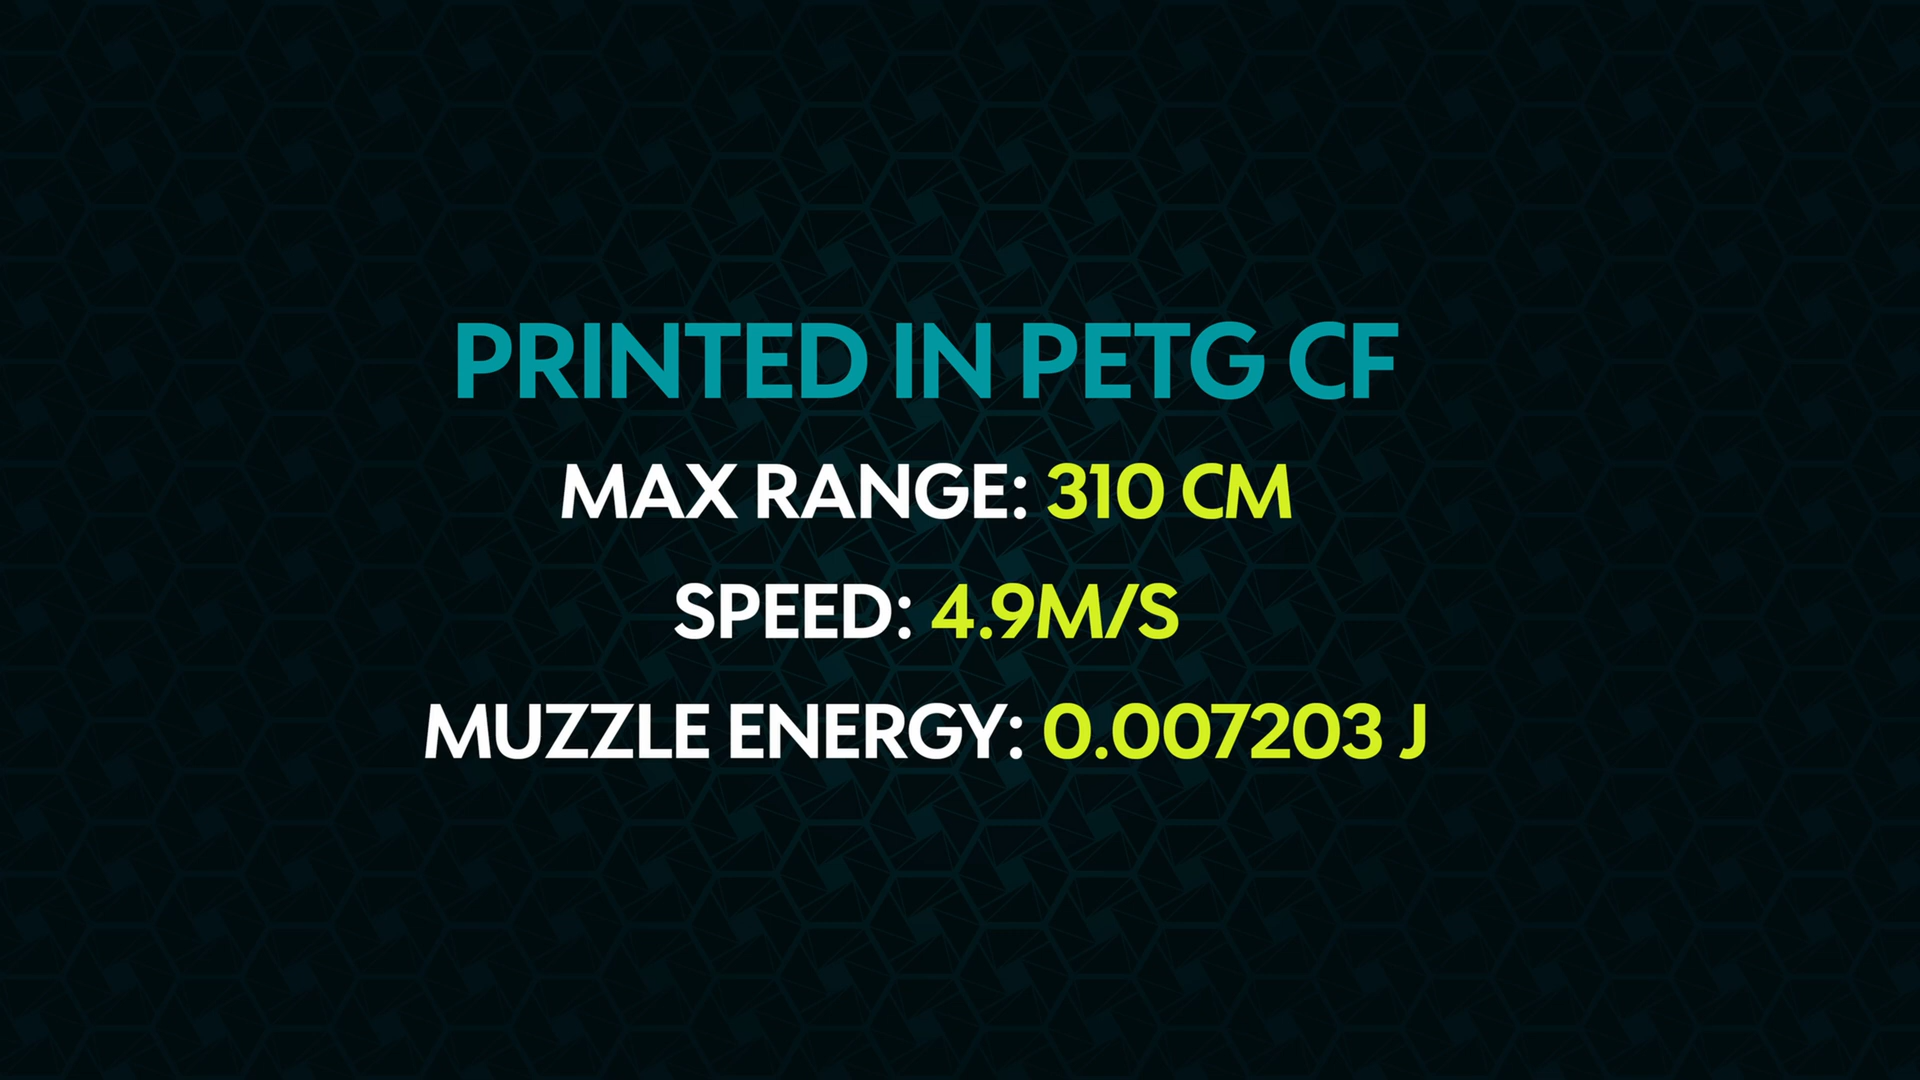 PRINTED IN PETG CF
MAX RANGE: 310 CM
SPEED: 4.9M/S
MUZZLE ENERGY: 0.007203 J